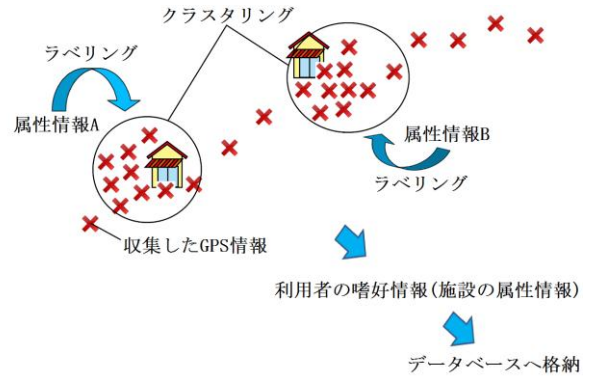 クラスタリング
ラベリング
属性情報A
属性情報B
ラベリング
収集したGPS情報
利用者の嗜好情報(施設の属性情報)
データベースへ格納